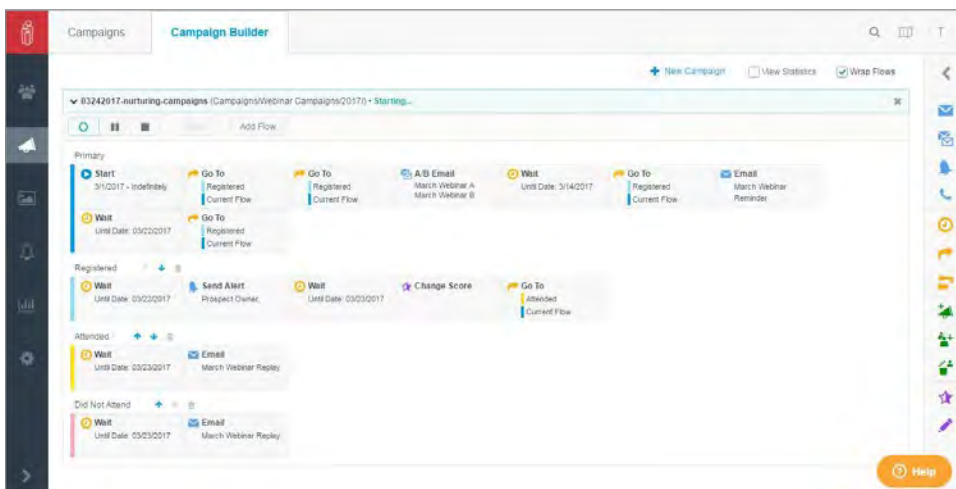 Campaigns
Campaign Builder
T
New Campaign
View Statistics
Wrap Flows
03242017-nurturing-campaigns (Campaigns/Webinar Campaigns/2017/) • Starting...
Add Flow
Primary
Start
3/1/2017 - Indefinitely
Go To
Registered
Current Flow
Go To
Registered
Current Flow
A/B Email
March Webinar A
March Webinar B
Wait
Until Date: 3/14/2017
Go To
Registered
Current Flow
Email
March Webinar
Reminder
Wait
Until Date: 03/22/2017
Go To
Registered
Current Flow
Registered
Wait
Until Date: 03/22/2017
Send Alert
Prospect Owner,
Wait
Until Date: 03/23/2017
Change Score
Go To
Attended
Current Flow
Attended
Wait
Until Date: 03/23/2017
Email
March Webinar Replay
Did Not Attend
Wait
Until Date: 03/23/2017
Email
March Webinar Replay
Help